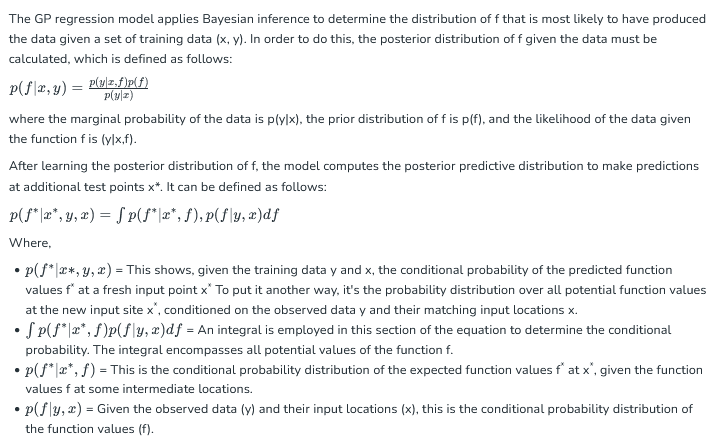 The GP regression model applies Bayesian inference to determine the distribution of f that is most likely to have produced
the data given a set of training data (x, y). In order to do this, the posterior distribution of f given the data must be
calculated, which is defined as follows:
p(f|x, y) = p(y|x,f)p(f) / p(y|x)
where the marginal probability of the data is p(y|x), the prior distribution of f is p(f), and the likelihood of the data given
the function f is (y|x,f).
After learning the posterior distribution of f, the model computes the posterior predictive distribution to make predictions
at additional test points x*. It can be defined as follows:
p(f*|x*, y, x) = ∫ p(f*|x*, f), p(f|y, x)df
Where,
• p(f*|x*, y, x) = This shows, given the training data y and x, the conditional probability of the predicted function
values f* at a fresh input point x* To put it another way, it's the probability distribution over all potential function values
at the new input site x*, conditioned on the observed data y and their matching input locations x.
• ∫ p(f*|x*, f)p(f|y, x)df = An integral is employed in this section of the equation to determine the conditional
probability. The integral encompasses all potential values of the function f.
• p(f*|x*, f) = This is the conditional probability distribution of the expected function values f* at x*, given the function
values f at some intermediate locations.
• p(f|y, x) = Given the observed data (y) and their input locations (x), this is the conditional probability distribution of
the function values (f).